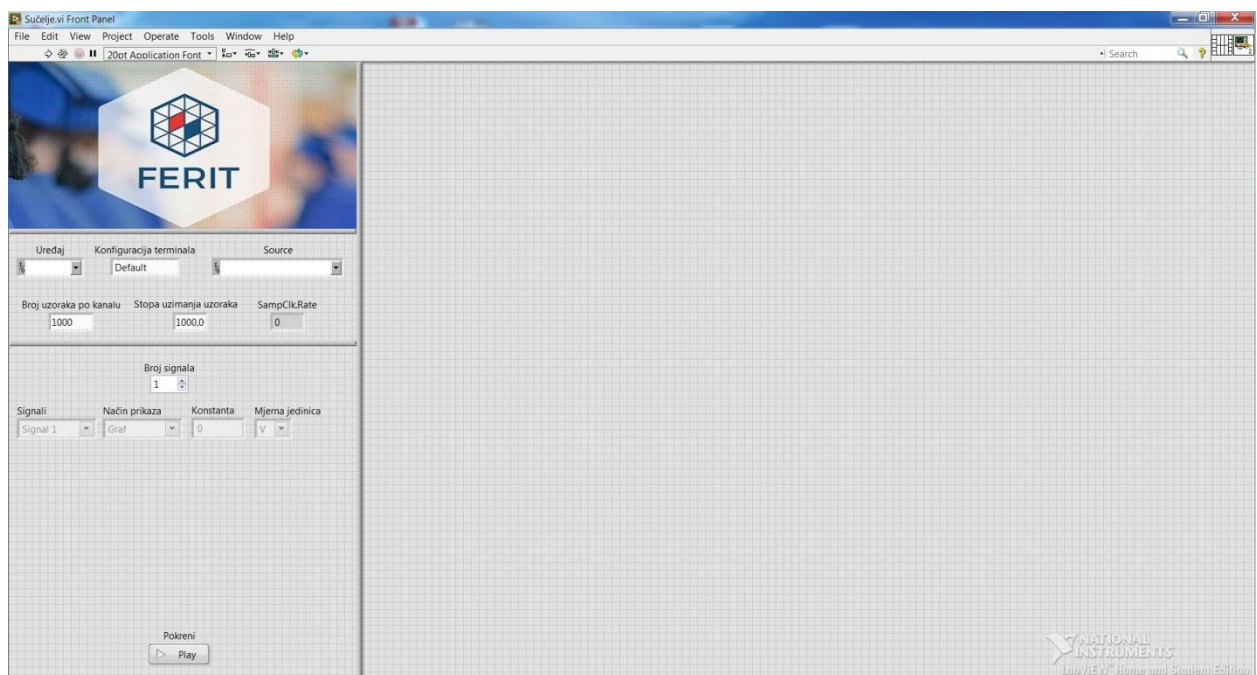 Sučelje.vi Front Panel
File Edit View Project Operate Tools Window Help
20pt Application Font
Search
2
FERIT
Uređaj Konfiguracija terminala Source
Default
Broj uzoraka po kanalu Stopa uzimanja uzoraka SampClk.Rate
1000 1000,0 0
Broj signala
1
Signali Način prikaza Konstanta Mjerna jedinica
Signal 1 Graf 0 V
Pokreni
Play
NATIONAL
INSTRUMENTS
LabVIEW™ Home and Student Edition